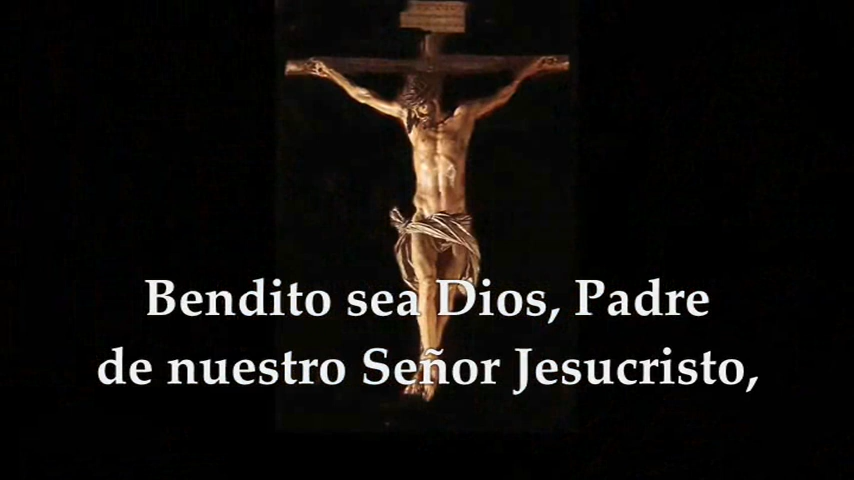 Bendito sea Dios, Padre
de nuestro Señor Jesucristo,